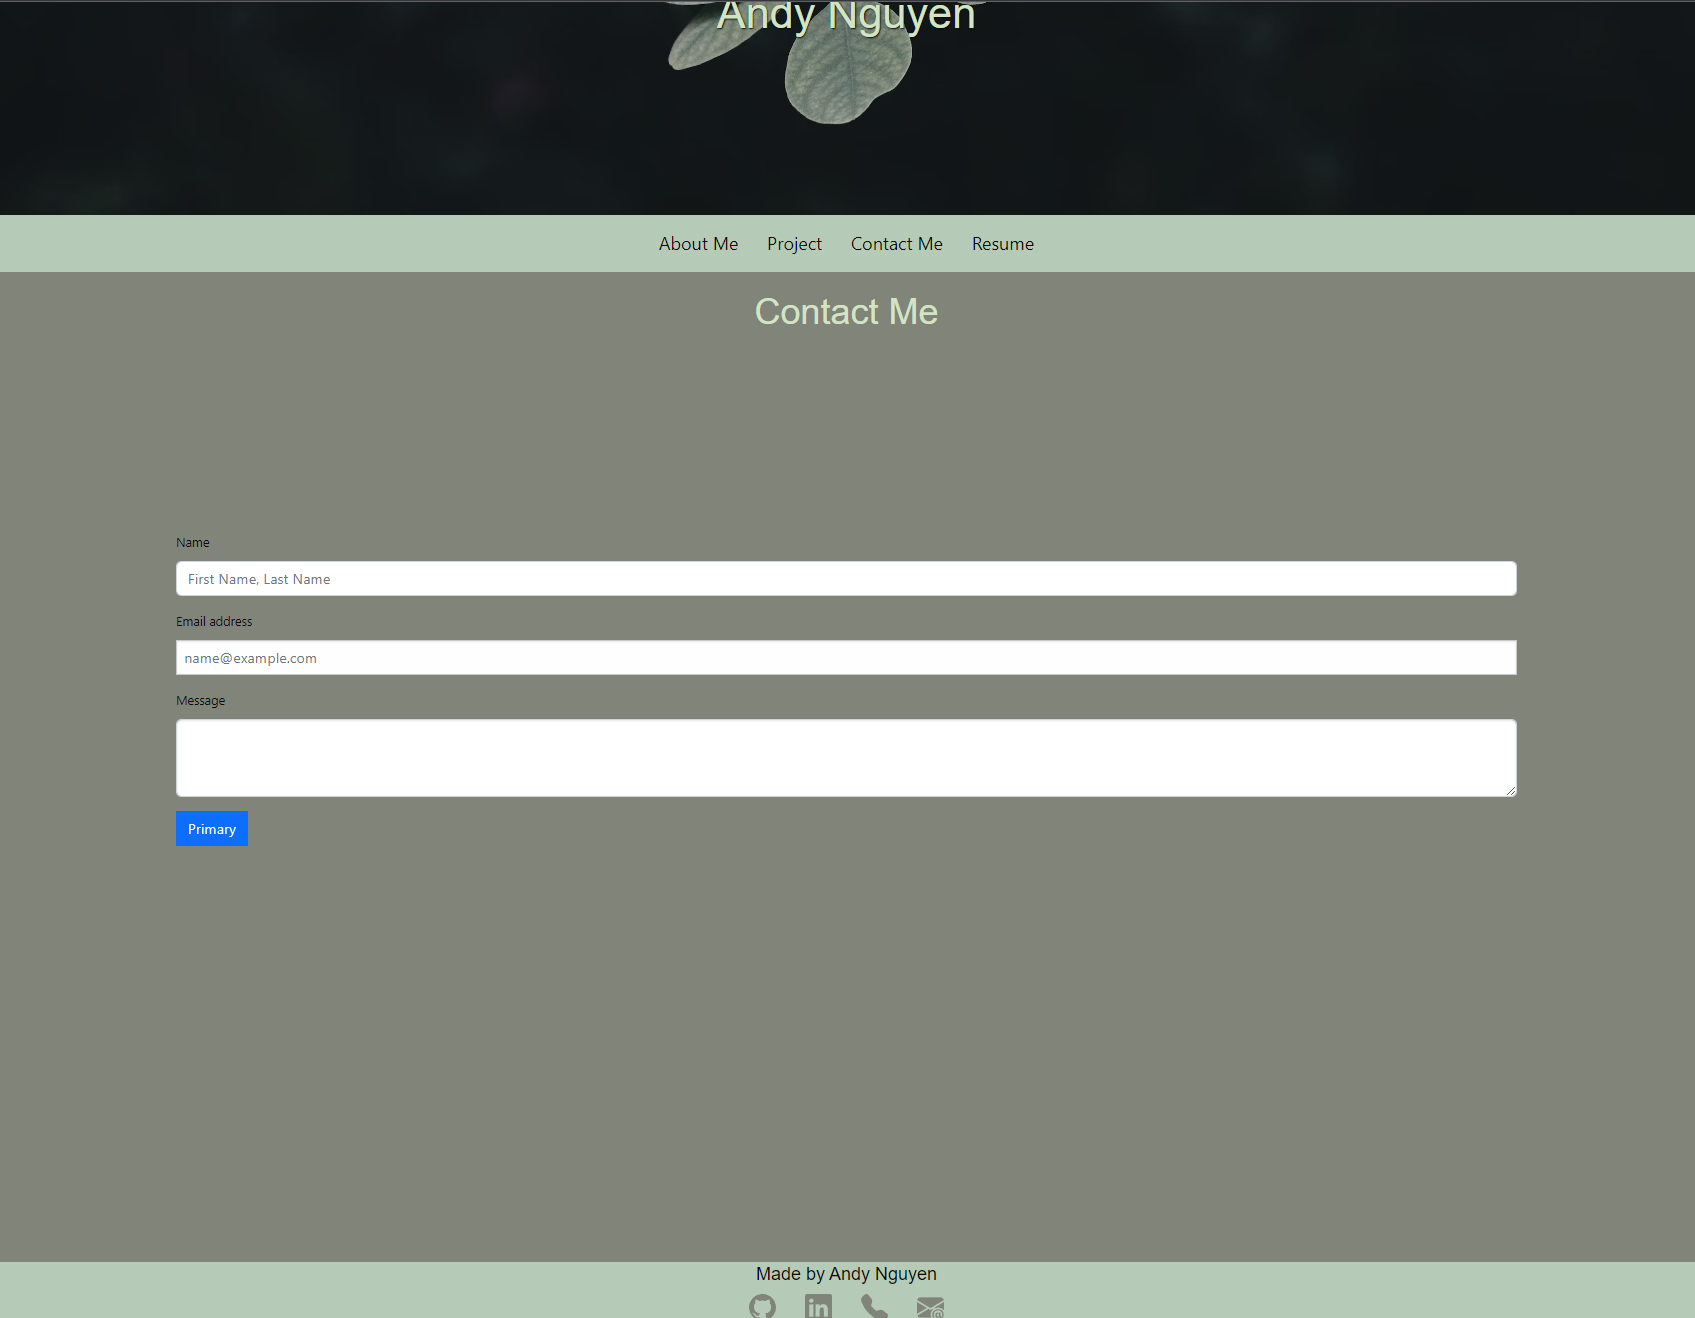 Andy Nguyen
About Me Project Contact Me Resume
Contact Me
Name
First Name, Last Name
Email address
name@example.com
Message
Primary
Made by Andy Nguyen
in